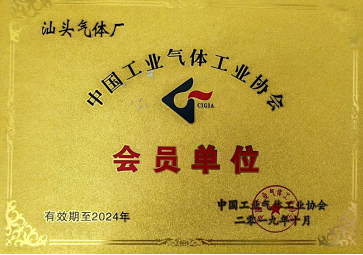 汕头气体厂
中国工业气体工业协会
CIGIA
会员单位
有效期至2024年
中国工业气体工业协会
二零一九年十月